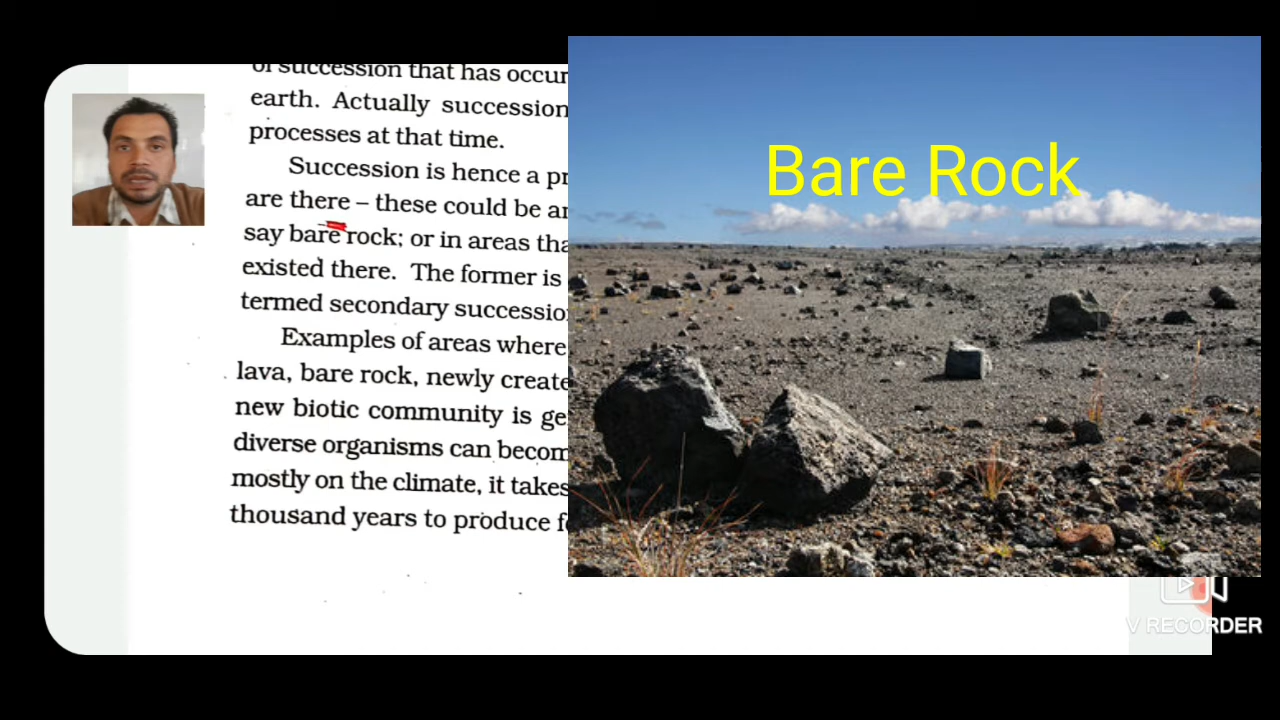 of succession that has occur
earth. Actually succession
processes at that time.
Succession is hence a pr
are there – these could be ar
say bare rock; or in areas tha
existed there. The former is
termed secondary successio
Examples of areas where
lava, bare rock, newly create
new biotic community is ge
diverse organisms can becom
mostly on the climate, it takes
thousand years to produce fe
Bare Rock
V RECORDER